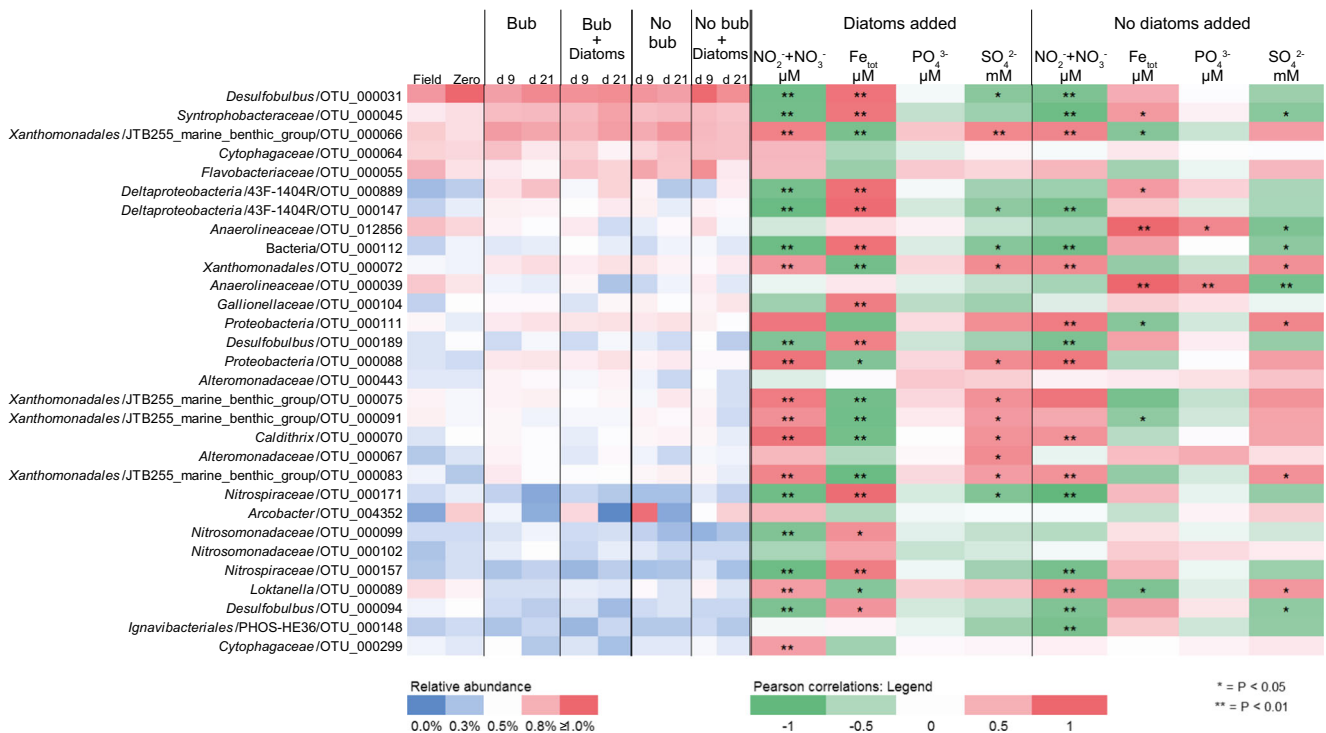 Bub
Bub + Diatoms
No bub
No bub + Diatoms
Diatoms added
No diatoms added
Field Zero d 9 d 21 d 9 d 21 d 9 d 21 d 9 d 21
NO₂⁻+NO₃⁻ µM Fe_tot µM PO₄³⁻ µM SO₄²⁻ mM NO₂⁻+NO₃⁻ µM Fe_tot µM PO₄³⁻ µM SO₄²⁻ mM
Desulfobulbus/OTU_000031 ** ** * **
Syntrophobacteraceae/OTU_000045 ** ** ** * *
Xanthomonadales/JTB255_marine_benthic_group/OTU_000066 ** ** ** ** *
Cytophagaceae/OTU_000064
Flavobacteriaceae/OTU_000055
Deltaproteobacteria/43F-1404R/OTU_000889 ** ** *
Deltaproteobacteria/43F-1404R/OTU_000147 ** ** * **
Anaerolineaceae/OTU_012856 ** * *
Bacteria/OTU_000112 ** ** * ** *
Xanthomonadales/OTU_000072 ** ** * ** *
Anaerolineaceae/OTU_000039 ** ** **
Gallionellaceae/OTU_000104 **
Proteobacteria/OTU_000111 ** * *
Desulfobulbus/OTU_000189 ** ** **
Proteobacteria/OTU_000088 ** * * **
Alteromonadaceae/OTU_000443
Xanthomonadales/JTB255_marine_benthic_group/OTU_000075 ** ** *
Xanthomonadales/JTB255_marine_benthic_group/OTU_000091 ** ** * *
Caldithrix/OTU_000070 ** ** * **
Alteromonadaceae/OTU_000067 *
Xanthomonadales/JTB255_marine_benthic_group/OTU_000083 ** ** * ** *
Nitrospiraceae/OTU_000171 ** ** * **
Arcobacter/OTU_004352
Nitrosomonadaceae/OTU_000099 ** *
Nitrosomonadaceae/OTU_000102
Nitrospiraceae/OTU_000157 ** ** **
Loktanella/OTU_000089 ** * ** * *
Desulfobulbus/OTU_000094 ** * ** *
Ignavibacteriales/PHOS-HE36/OTU_000148 **
Cytophagaceae/OTU_000299 **
Relative abundance
0.0% 0.3% 0.5% 0.8% ≥1.0%
Pearson correlations: Legend
-1 -0.5 0 0.5 1
* = P < 0.05
** = P < 0.01